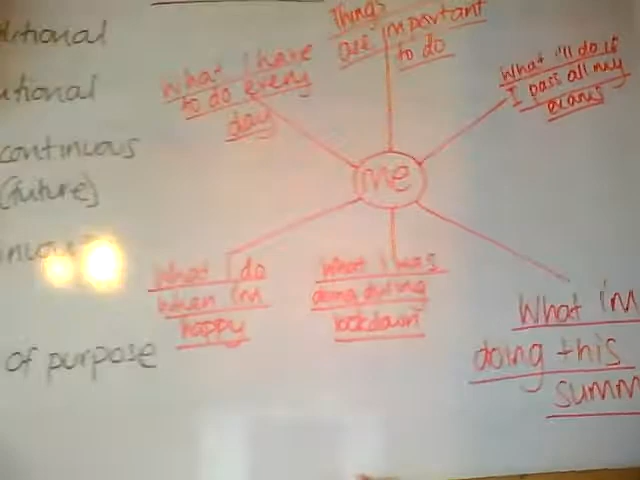 ditional
ditional
continuous
(future)
of purpose
Things
are important
to do
What I have
to do every
day
What i'll do if
I pass all my
exams
me
What I do
when I'm
happy
What I was
doing during
lockdown
What i'm
doing this
summ